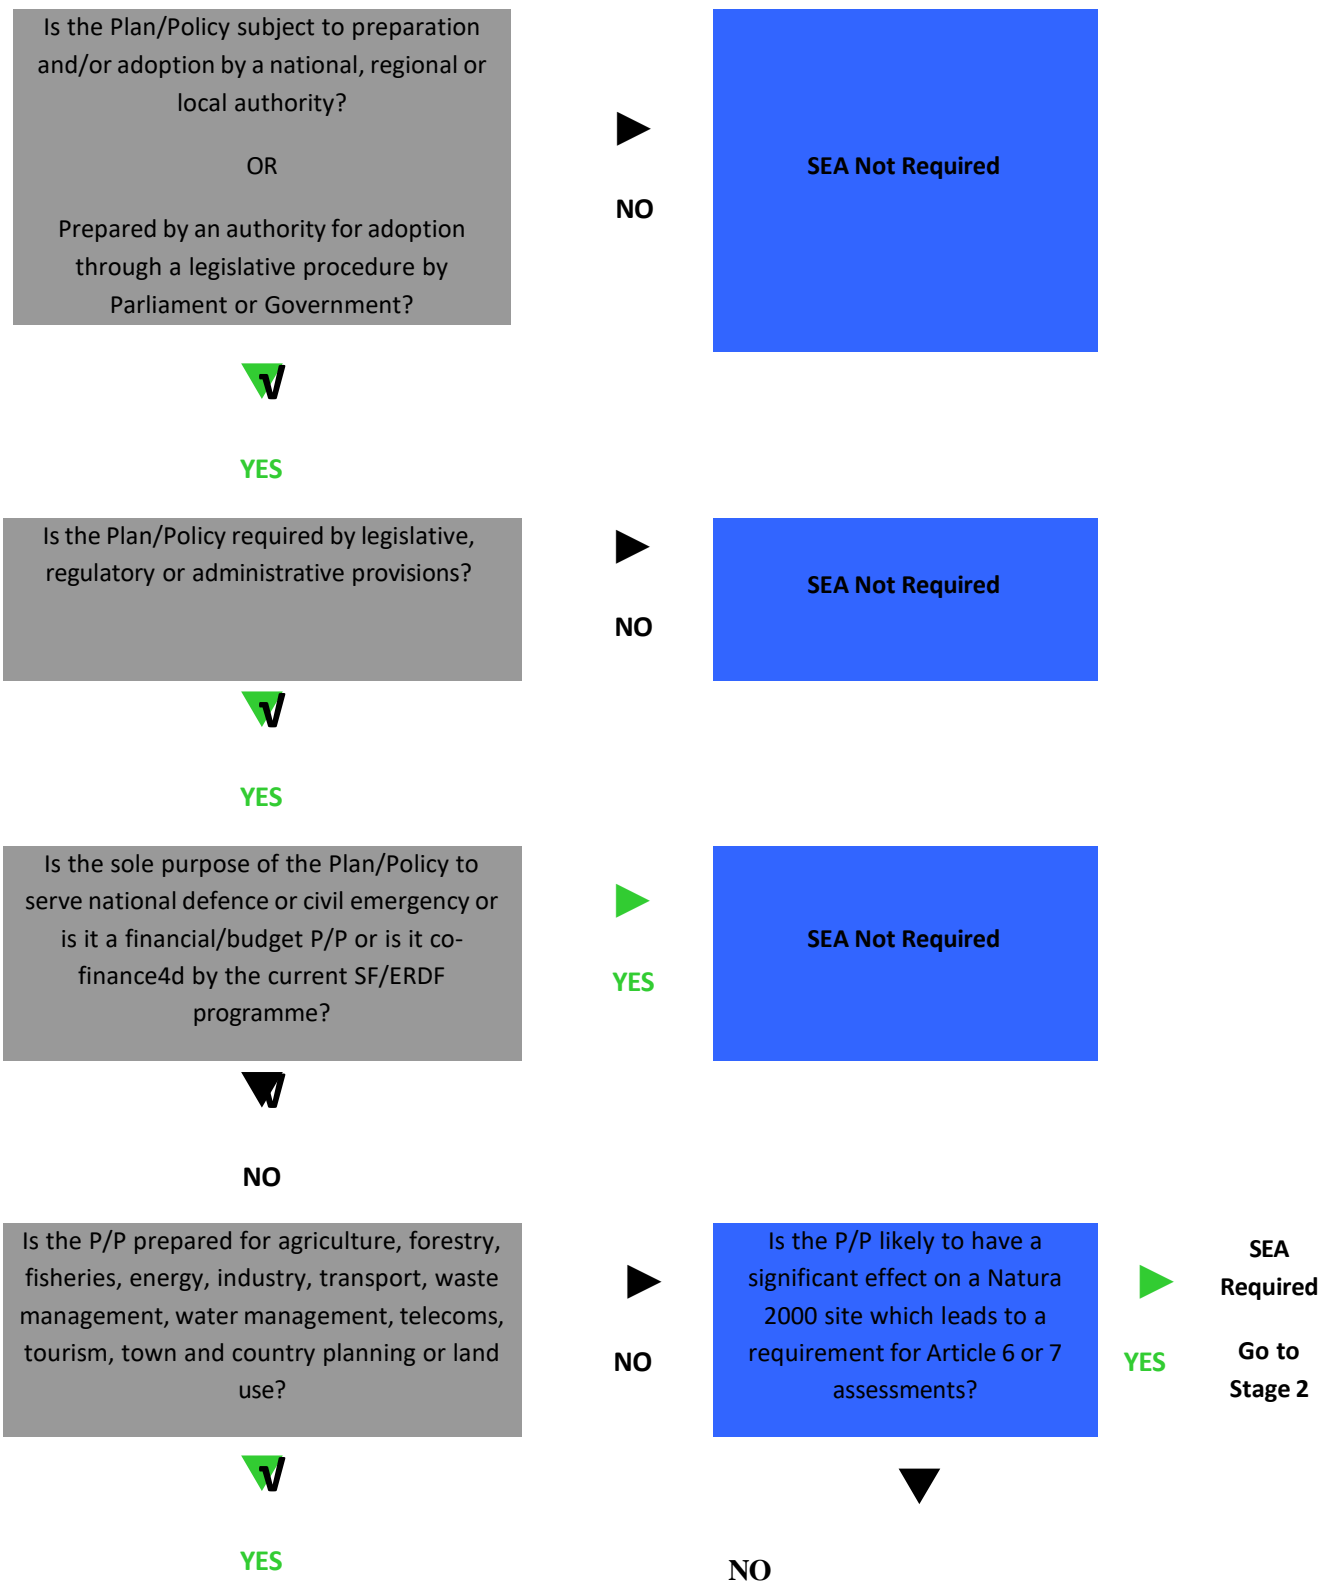 Is the Plan/Policy subject to preparation
and/or adoption by a national, regional or
local authority?
OR
Prepared by an authority for adoption
through a legislative procedure by
Parliament or Government?
NO
SEA Not Required
√
YES
Is the Plan/Policy required by legislative,
regulatory or administrative provisions?
NO
SEA Not Required
√
YES
Is the sole purpose of the Plan/Policy to
serve national defence or civil emergency or
is it a financial/budget P/P or is it co-
finance4d by the current SF/ERDF
programme?
YES
SEA Not Required
√
NO
Is the P/P prepared for agriculture, forestry,
fisheries, energy, industry, transport, waste
management, water management, telecoms,
tourism, town and country planning or land
use?
NO
Is the P/P likely to have a
significant effect on a Natura
2000 site which leads to a
requirement for Article 6 or 7
assessments?
YES
SEA
Required
Go to
Stage 2
√
YES
NO